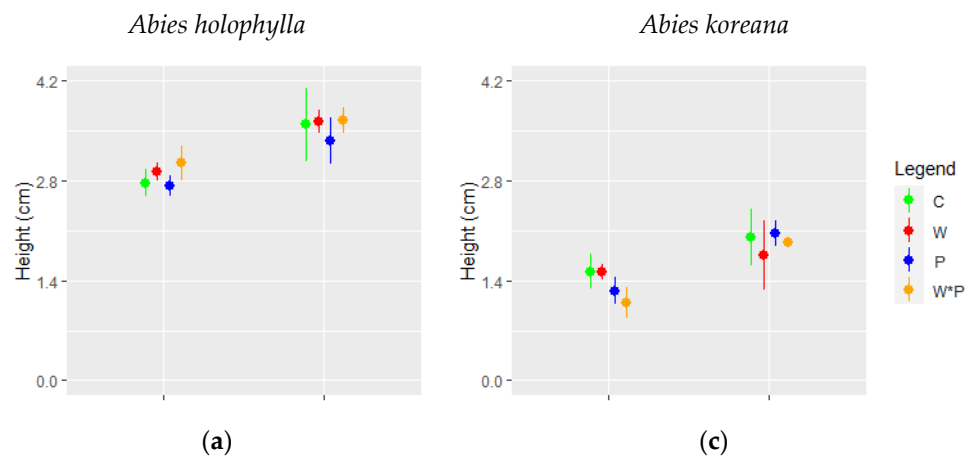 Abies holophylla
Abies koreana
Height (cm)
4.2
2.8
1.4
0.0
(a)
Height (cm)
4.2
2.8
1.4
0.0
(c)
Legend
C
W
P
W*P